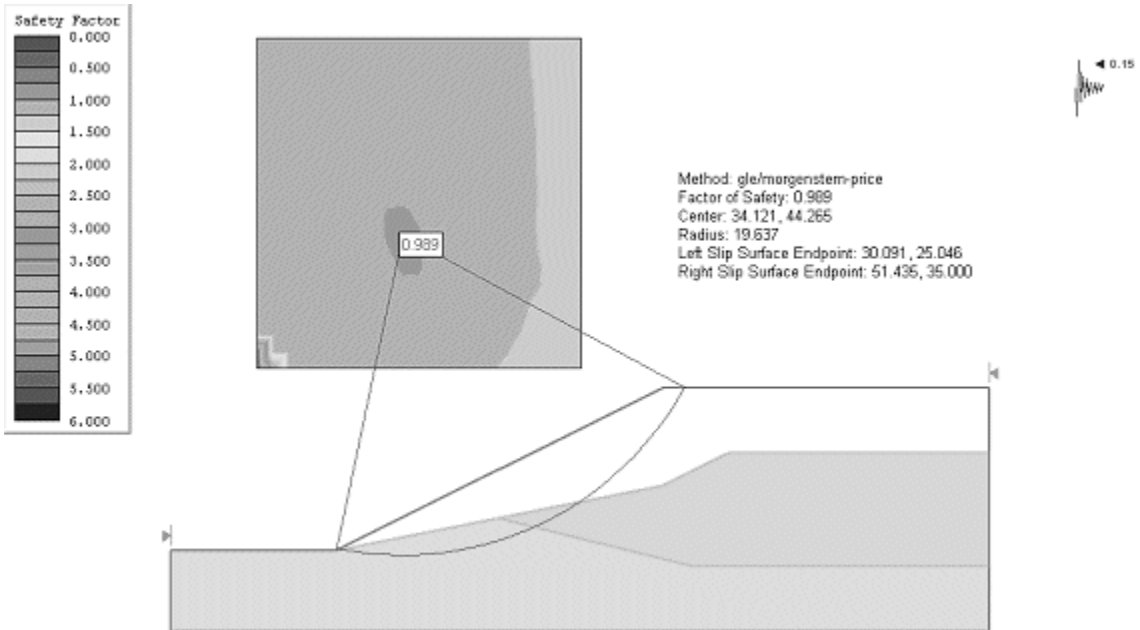 Safety Factor
0.000
0.500
1.000
1.500
2.000
2.500
3.000
3.500
4.000
4.500
5.000
5.500
6.000
0.989
0.15
Method: gle/morgenstern-price
Factor of Safety: 0.989
Center: 34.121, 44.265
Radius: 19.637
Left Slip Surface Endpoint: 30.091, 25.046
Right Slip Surface Endpoint: 51.435, 35.000